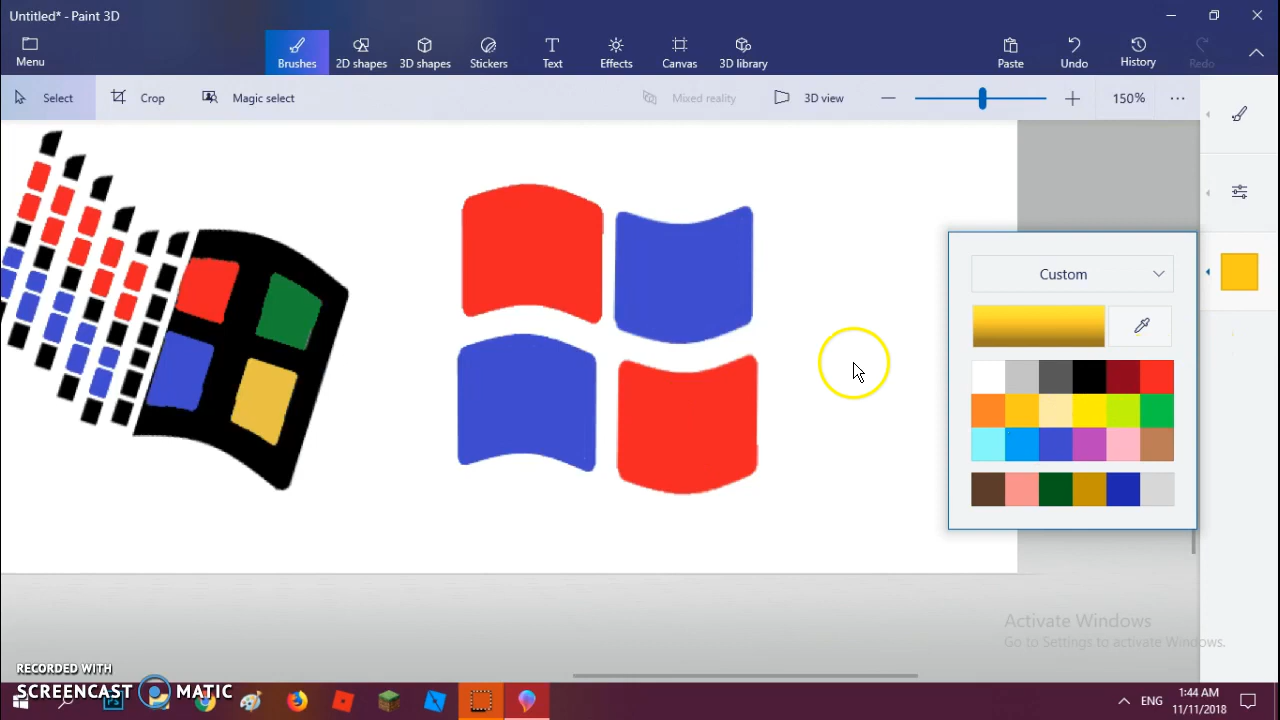 Untitled* - Paint 3D
Menu
Brushes
2D shapes
3D shapes
Stickers
Text
Effects
Canvas
3D library
Paste
Undo
History
Redo
Select
Crop
Magic select
Mixed reality
3D view
150%
Custom
Activate Windows
Go to Settings to activate Windows.
RECORDED WITH
SCREENCAST MATIC
Ps
ENG
1:44 AM
11/11/2018